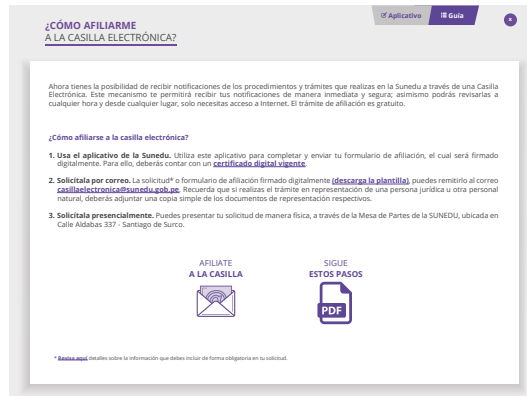 ¿CÓMO AFILIARME
A LA CASILLA ELECTRÓNICA?
Aplicativo
Guía
Ahora tienes la posibilidad de recibir notificaciones de los procedimientos y trámites que realizas en la Sunedu a través de una Casilla
Electrónica. Este mecanismo te permitirá recibir tus notificaciones de manera inmediata y segura; asimismo podrás revisarlas a
cualquier hora y desde cualquier lugar, solo necesitas acceso a Internet. El trámite de afiliación es gratuito.
¿Cómo afiliarse a la casilla electrónica?
1. Usa el aplicativo de la Sunedu. Utiliza este aplicativo para completar y enviar tu formulario de afiliación, el cual será firmado
digitalmente. Para ello, deberás contar con un certificado digital vigente.
2. Solicítala por correo. La solicitud* o formulario de afiliación firmado digitalmente (descarga la plantilla), puedes remitirlo al correo
casillaelectronica@sunedu.gob.pe. Recuerda que si realizas el trámite en representación de una persona jurídica u otra personal
natural, deberás adjuntar una copia simple de los documentos de representación respectivos.
3. Solicítala presencialmente. Puedes presentar tu solicitud de manera física, a través de la Mesa de Partes de la SUNEDU, ubicada en
Calle Aldabas 337 - Santiago de Surco.
AFILIATE
A LA CASILLA
SIGUE
ESTOS PASOS
PDF
* Revisa aquí detalles sobre la información que debes incluir de forma obligatoria en tu solicitud.